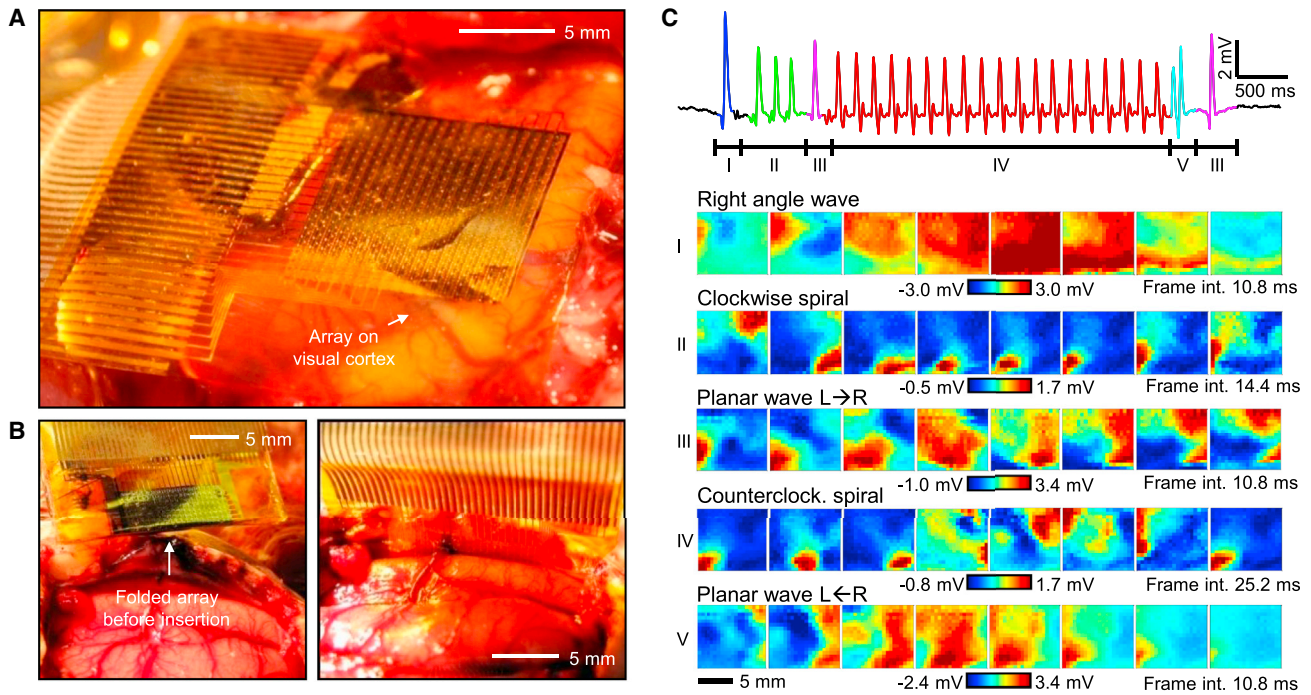 A
5 mm
Array on
visual cortex
B
5 mm
Folded array
before insertion
5 mm
C
2 mV
500 ms
I II III IV V III
Right angle wave
I
-3.0 mV 3.0 mV Frame int. 10.8 ms
Clockwise spiral
II
-0.5 mV 1.7 mV Frame int. 14.4 ms
Planar wave L→R
III
-1.0 mV 3.4 mV Frame int. 10.8 ms
Counterclock. spiral
IV
-0.8 mV 1.7 mV Frame int. 25.2 ms
Planar wave L←R
V
5 mm -2.4 mV 3.4 mV Frame int. 10.8 ms